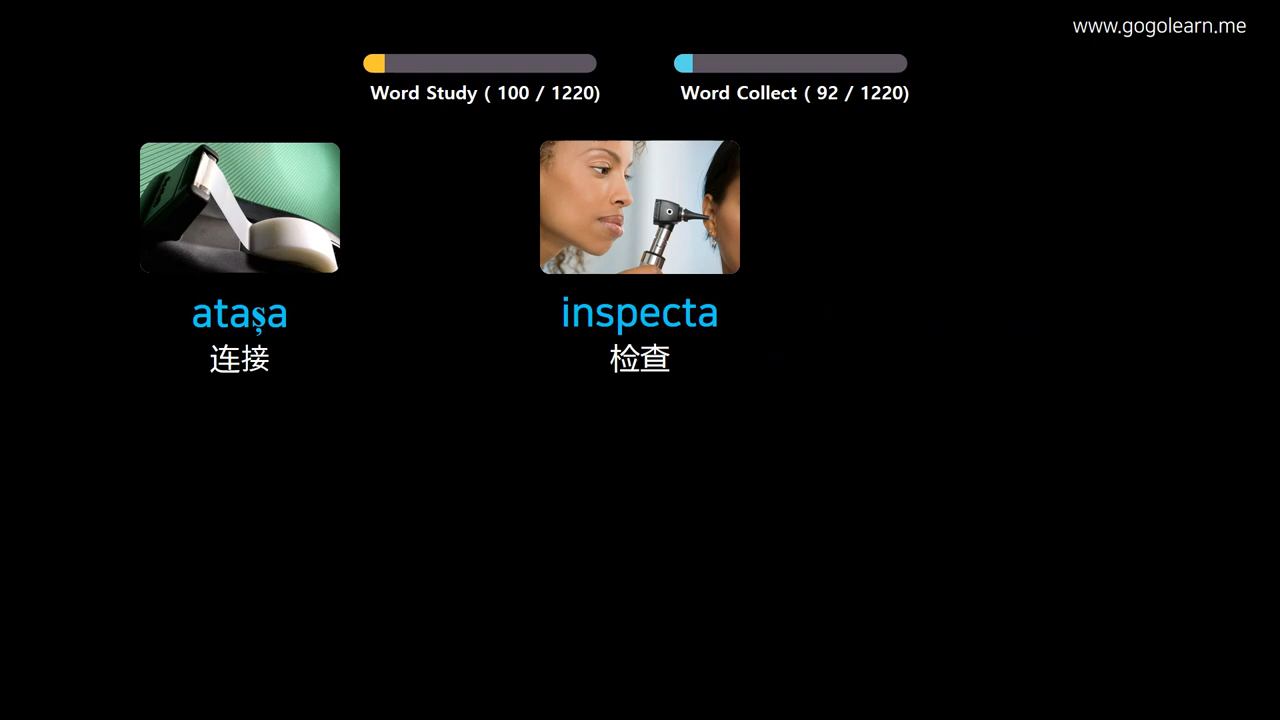 www.gogolearn.me
Word Study ( 100 / 1220)
Word Collect ( 92 / 1220)
atașa
连接
inspecta
检查